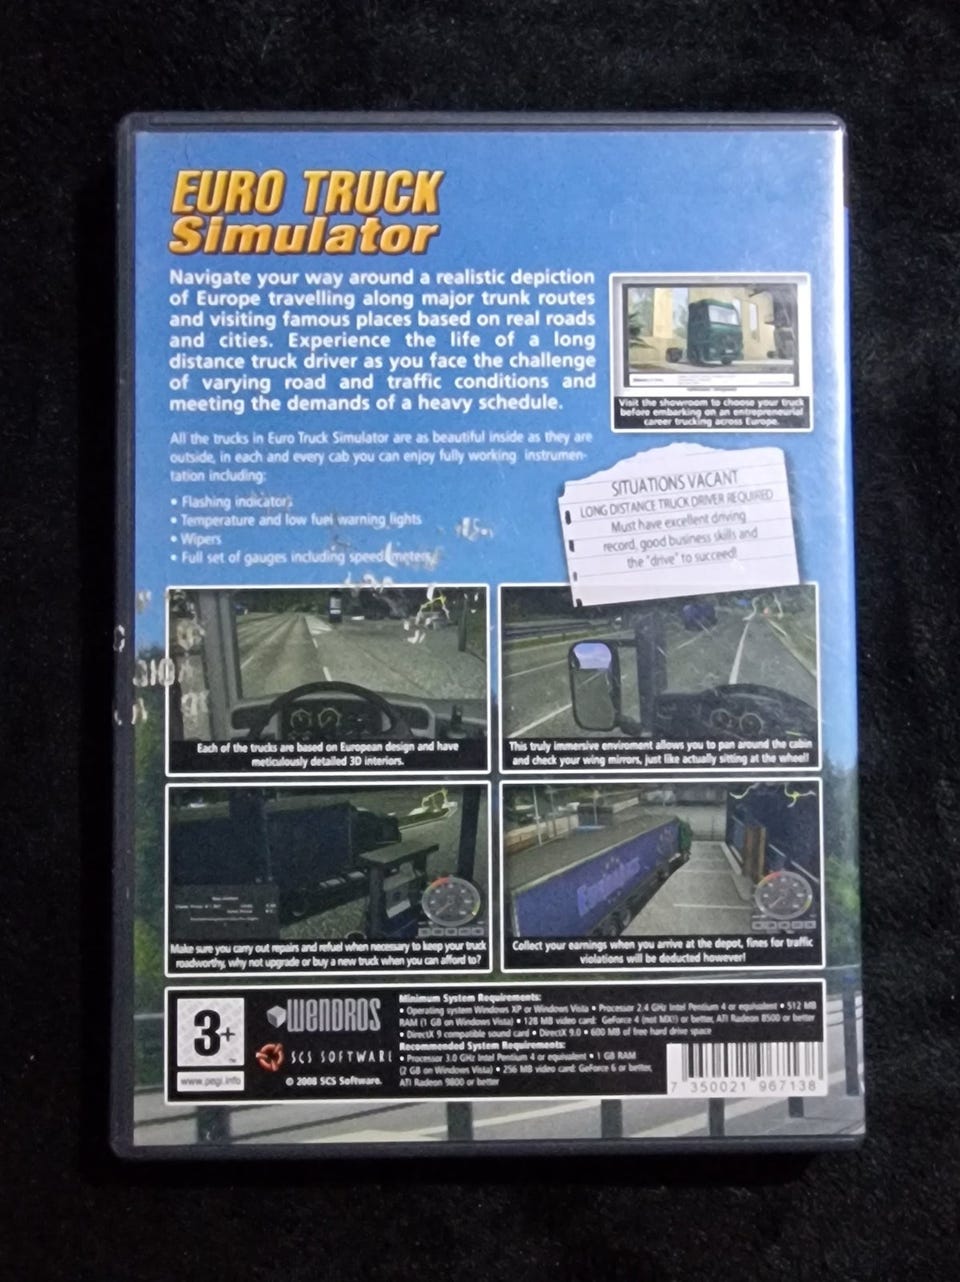 EURO TRUCK
Simulator
Navigate your way around a realistic depiction
of Europe travelling along major trunk routes
and visiting famous places based on real roads
and cities. Experience the life of a long
distance truck driver as you face the challenge
of varying road and traffic conditions and
meeting the demands of a heavy schedule.
Visit the showroom to choose your truck
before embarking on an entrepreneurial
career trucking across Europe.
All the trucks in Euro Truck Simulator are as beautiful inside as they are
outside, in each and every cab you can enjoy fully working instrumen-
tation including:
• Flashing indicators
• Temperature and low fuel warning lights
• Wipers
• Full set of gauges including speedometers
SITUATIONS VACANT
LONG DISTANCE TRUCK DRIVER REQUIRED
Must have excellent driving
record, good business skills and
the "drive" to succeed!
Each of the trucks are based on European design and have
meticulously detailed 3D interiors.
This truly immersive enviroment allows you to pan around the cabin
and check your wing mirrors, just like actually sitting at the wheel!
Make sure you carry out repairs and refuel when necessary to keep your truck
roadworthy, why not upgrade or buy a new truck when you can afford to?
Collect your earnings when you arrive at the depot, fines for traffic
violations will be deducted however!
3+
TM
www.pegi.info
WENDROS
SCS SOFTWARE
© 2008 SCS Software.
Minimum System Requirements:
• Operating system Windows XP or Windows Vista • Processor 2.4 GHz Intel Pentium 4 or equivalent • 512 MB
RAM (1 GB on Windows Vista) • 128 MB video card: GeForce 4 (not MX!) or better, ATI Radeon 8500 or better
• DirectX 9 compatible sound card • DirectX 9.0 • 600 MB of free hard drive space
Recommended System Requirements:
• Processor 3.0 GHz Intel Pentium 4 or equivalent • 1 GB RAM
(2 GB on Windows Vista) • 256 MB video card: GeForce 6 or better,
ATI Radeon 9800 or better
7 350021 967138